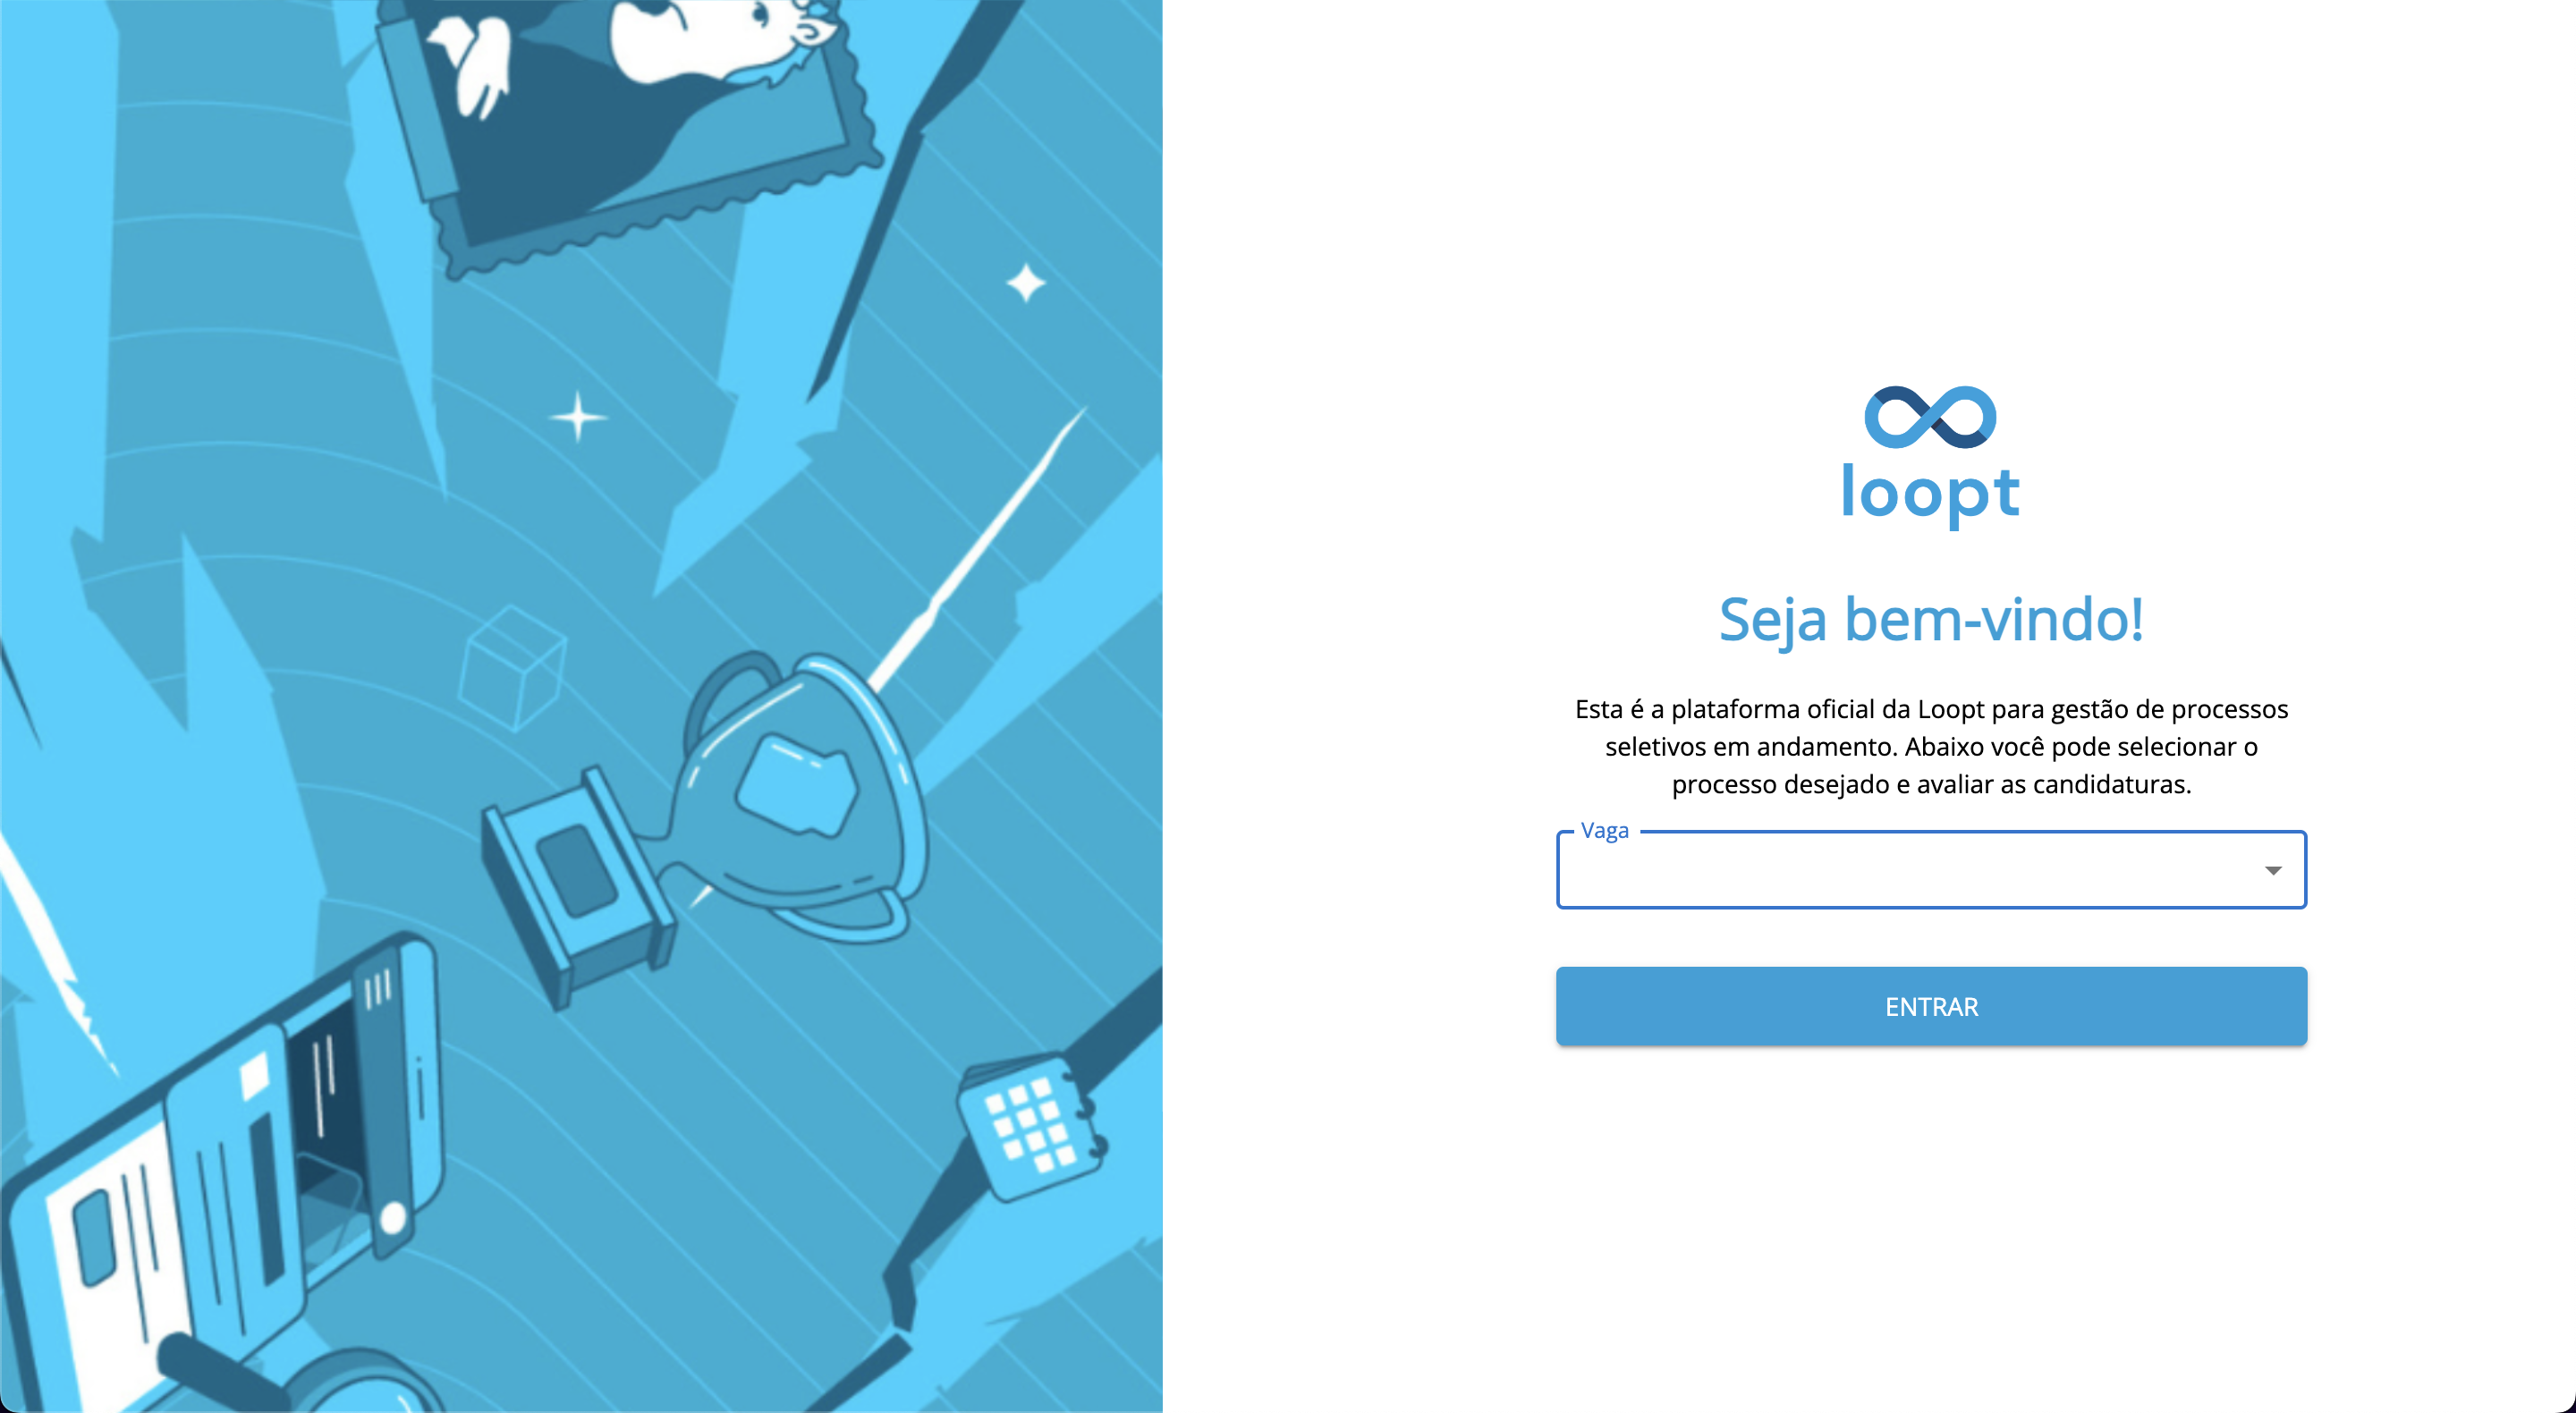 loopt
Seja bem-vindo!
Esta é a plataforma oficial da Loopt para gestão de processos
seletivos em andamento. Abaixo você pode selecionar o
processo desejado e avaliar as candidaturas.
Vaga
ENTRAR